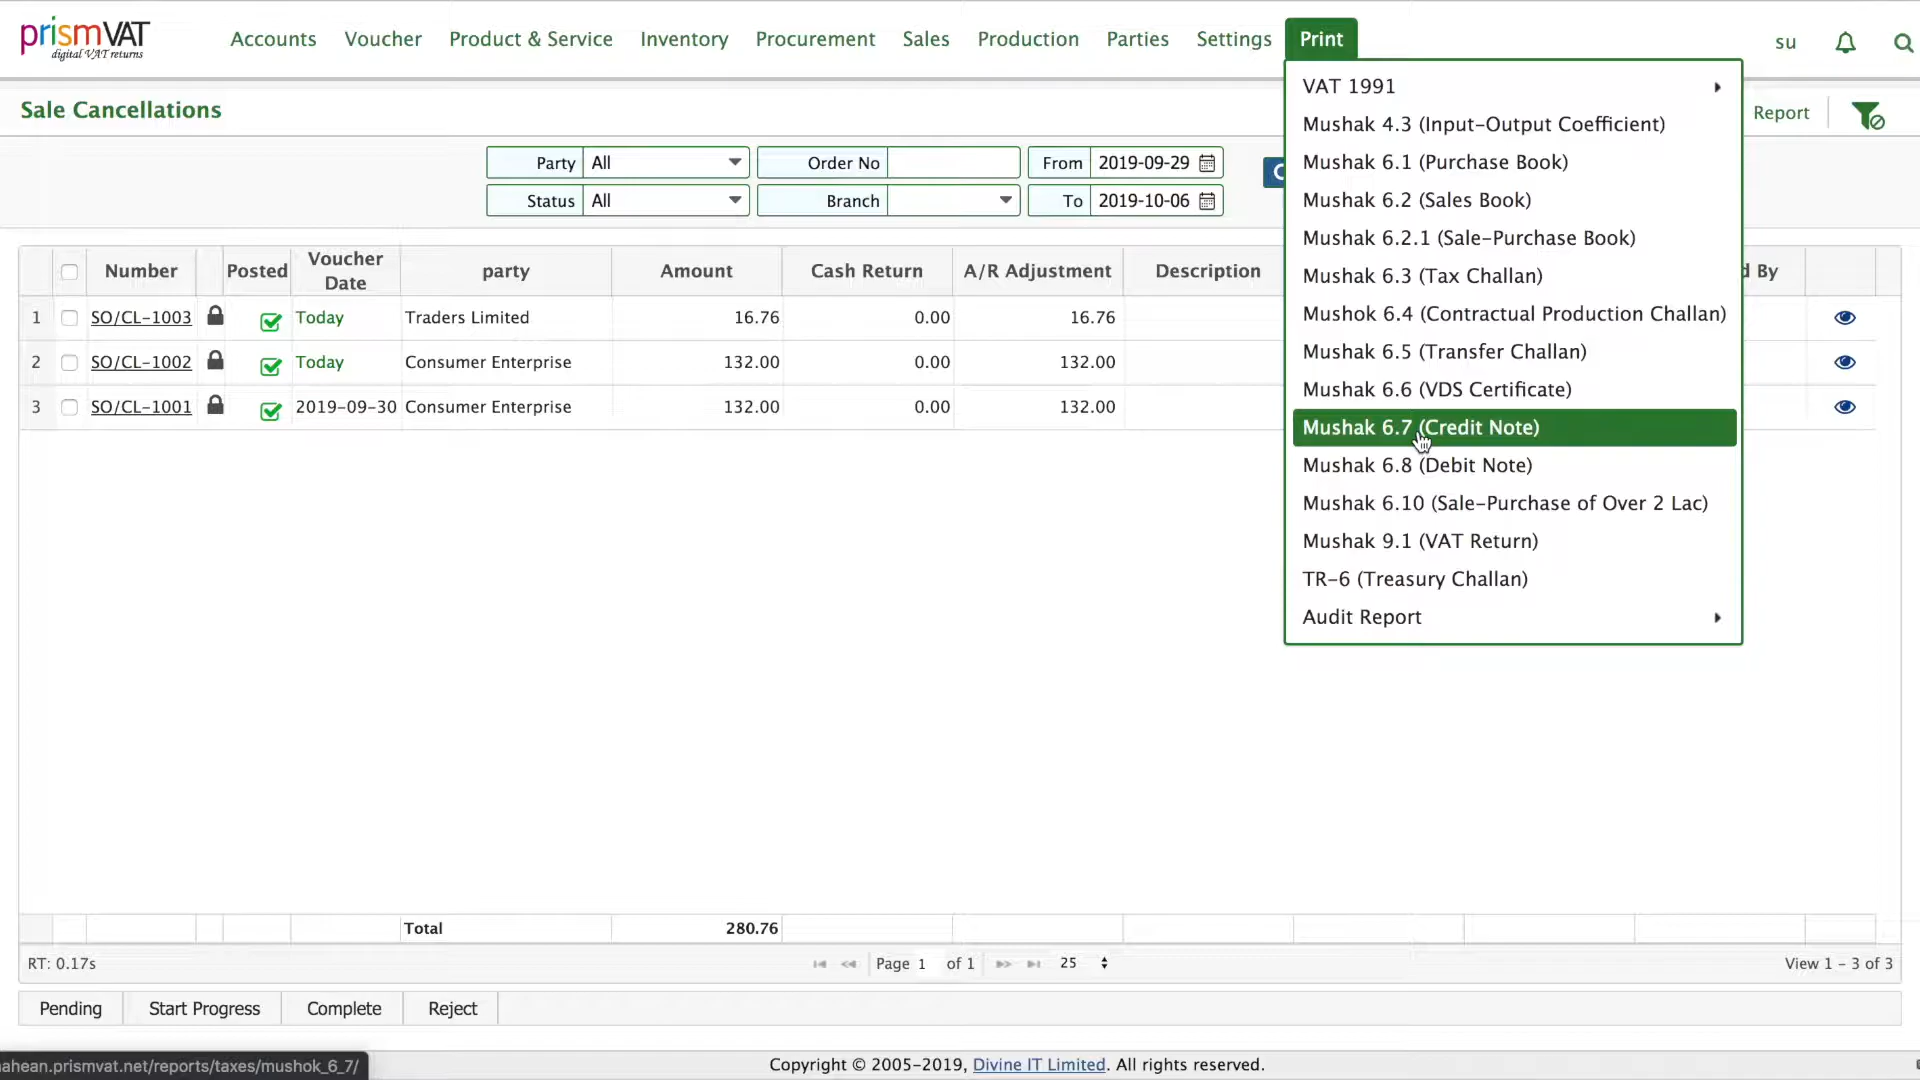 prismVAT
digital VAT returns
Accounts Voucher Product & Service Inventory Procurement Sales Production Parties Settings Print
su
Sale Cancellations
Report
Party All Order No From 2019-09-29
Status All Branch To 2019-10-06
VAT 1991
Mushak 4.3 (Input-Output Coefficient)
Mushak 6.1 (Purchase Book)
Mushak 6.2 (Sales Book)
Mushak 6.2.1 (Sale-Purchase Book)
Mushak 6.3 (Tax Challan)
Mushok 6.4 (Contractual Production Challan)
Mushak 6.5 (Transfer Challan)
Mushak 6.6 (VDS Certificate)
Mushak 6.7 (Credit Note)
Mushak 6.8 (Debit Note)
Mushak 6.10 (Sale-Purchase of Over 2 Lac)
Mushak 9.1 (VAT Return)
TR-6 (Treasury Challan)
Audit Report
Number Posted Voucher Date party Amount Cash Return A/R Adjustment Description By
1 SO/CL-1003 Today Traders Limited 16.76 0.00 16.76
2 SO/CL-1002 Today Consumer Enterprise 132.00 0.00 132.00
3 SO/CL-1001 2019-09-30 Consumer Enterprise 132.00 0.00 132.00
Total 280.76
RT: 0.17s Page 1 of 1 25 View 1 - 3 of 3
Pending Start Progress Complete Reject
ahean.prismvat.net/reports/taxes/mushok_6_7/
Copyright © 2005-2019, Divine IT Limited. All rights reserved.